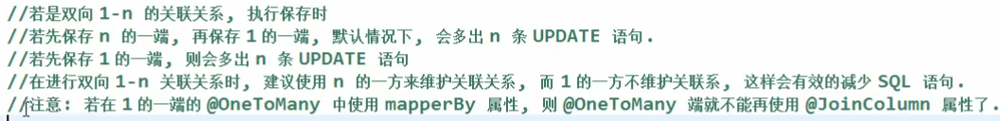 //若是双向 1-n 的关联关系, 执行保存时
//若先保存 n 的一端, 再保存 1 的一端, 默认情况下, 会多出 n 条 UPDATE 语句.
//若先保存 1 的一端, 则会多出 n 条 UPDATE 语句
//在进行双向 1-n 关联关系时, 建议使用 n 的一方来维护关联关系, 而 1 的一方不维护关联系, 这样会有效的减少 SQL 语句.
//注意: 若在 1 的一端的 @OneToMany 中使用 mapperBy 属性, 则 @OneToMany 端就不能再使用 @JoinColumn 属性了.